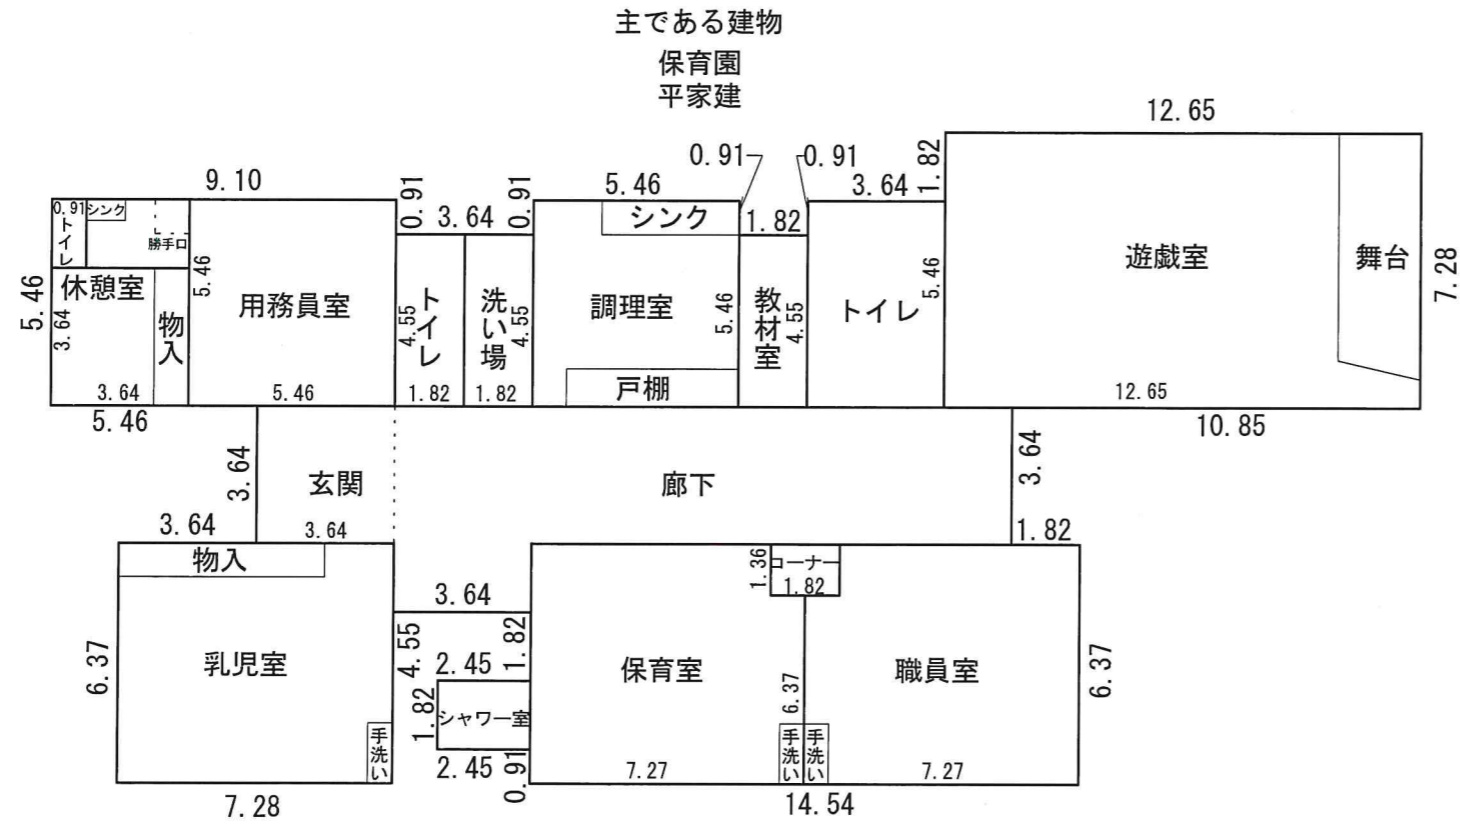 主である建物
保育園
平家建
12.65
1.82
0.91
0.91
9.10
5.46
3.64
0.91
3.64
0.91
1.82
0.91
シンク
トイレ
勝手口
シンク
5.46
休憩室
3.64
物入
3.64
5.46
5.46
用務員室
5.46
トイレ
4.55
1.82
洗い場
4.55
1.82
調理室
5.46
戸棚
教材室
4.55
トイレ
5.46
遊戯室
舞台
7.28
12.65
10.85
3.64
玄関
3.64
廊下
3.64
1.82
3.64
物入
乳児室
6.37
手洗い
7.28
3.64
4.55
1.82
2.45
1.82
シャワー室
2.45
0.91
コーナー
1.36
1.82
保育室
6.37
職員室
6.37
手洗い
手洗い
7.27
7.27
14.54